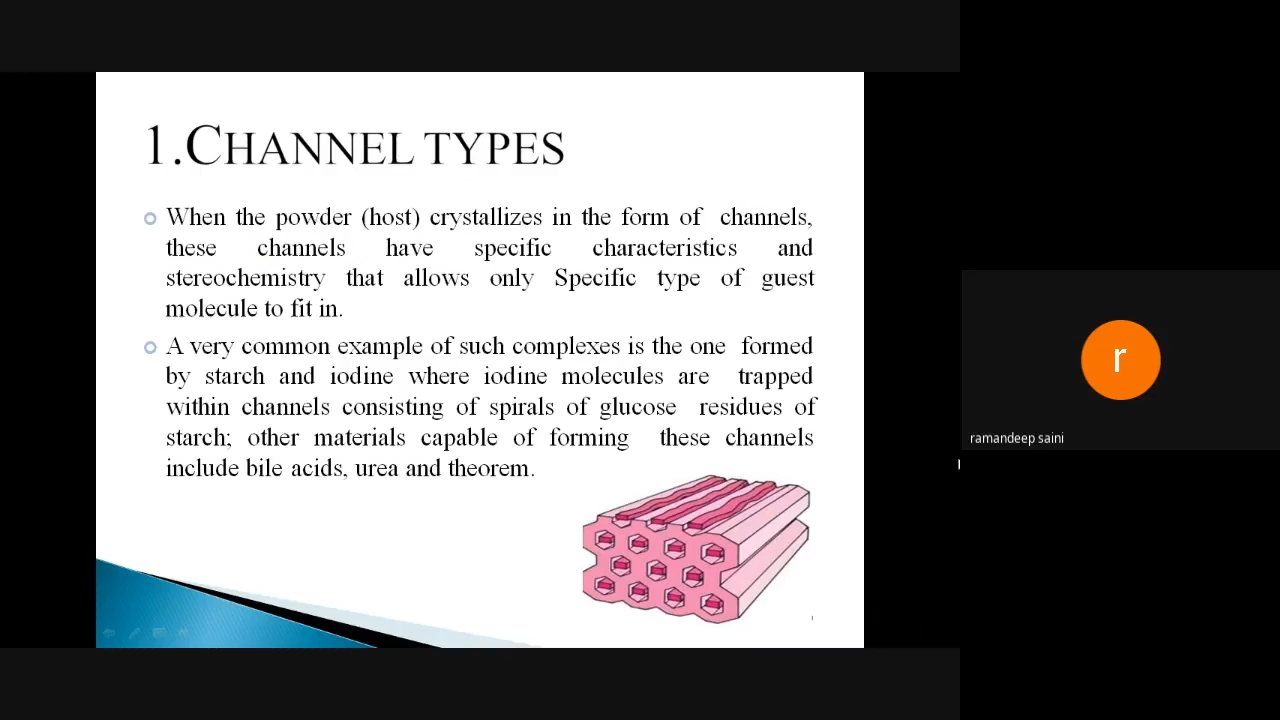 1.CHANNEL TYPES
When the powder (host) crystallizes in the form of channels,
these channels have specific characteristics and
stereochemistry that allows only Specific type of guest
molecule to fit in.
A very common example of such complexes is the one formed
by starch and iodine where iodine molecules are trapped
within channels consisting of spirals of glucose residues of
starch; other materials capable of forming these channels
include bile acids, urea and theorem.
r
ramandeep saini